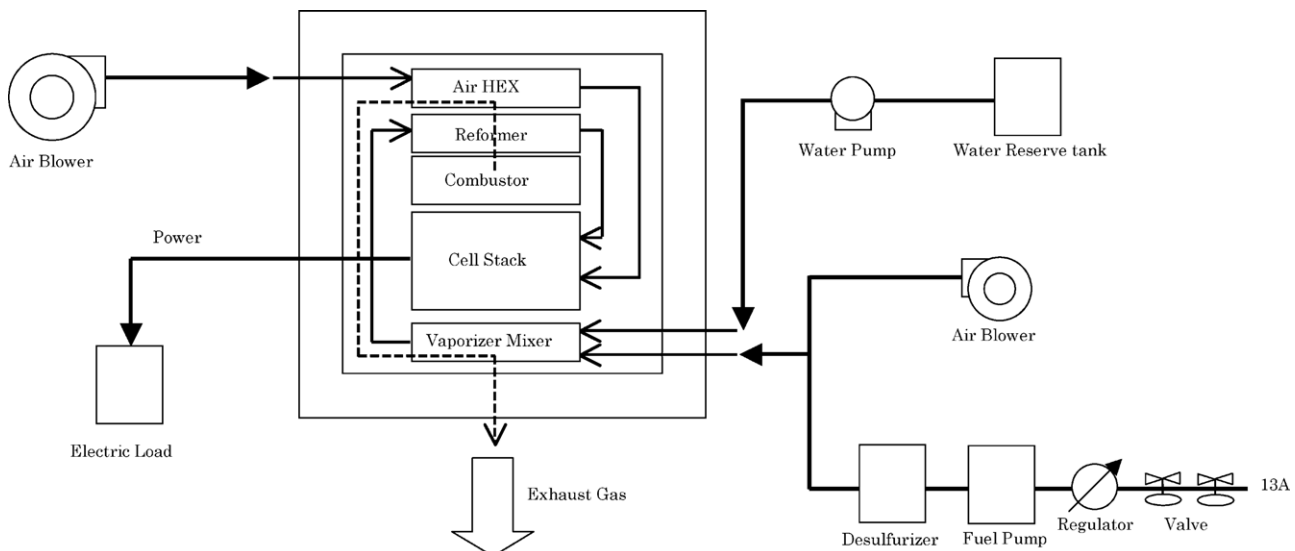 Air HEX
Air Blower
Reformer
Water Pump
Water Reserve tank
Combustor
Power
Cell Stack
Air Blower
Vaporizer Mixer
Electric Load
Exhaust Gas
13A
Desulfurizer
Fuel Pump
Regulator
Valve